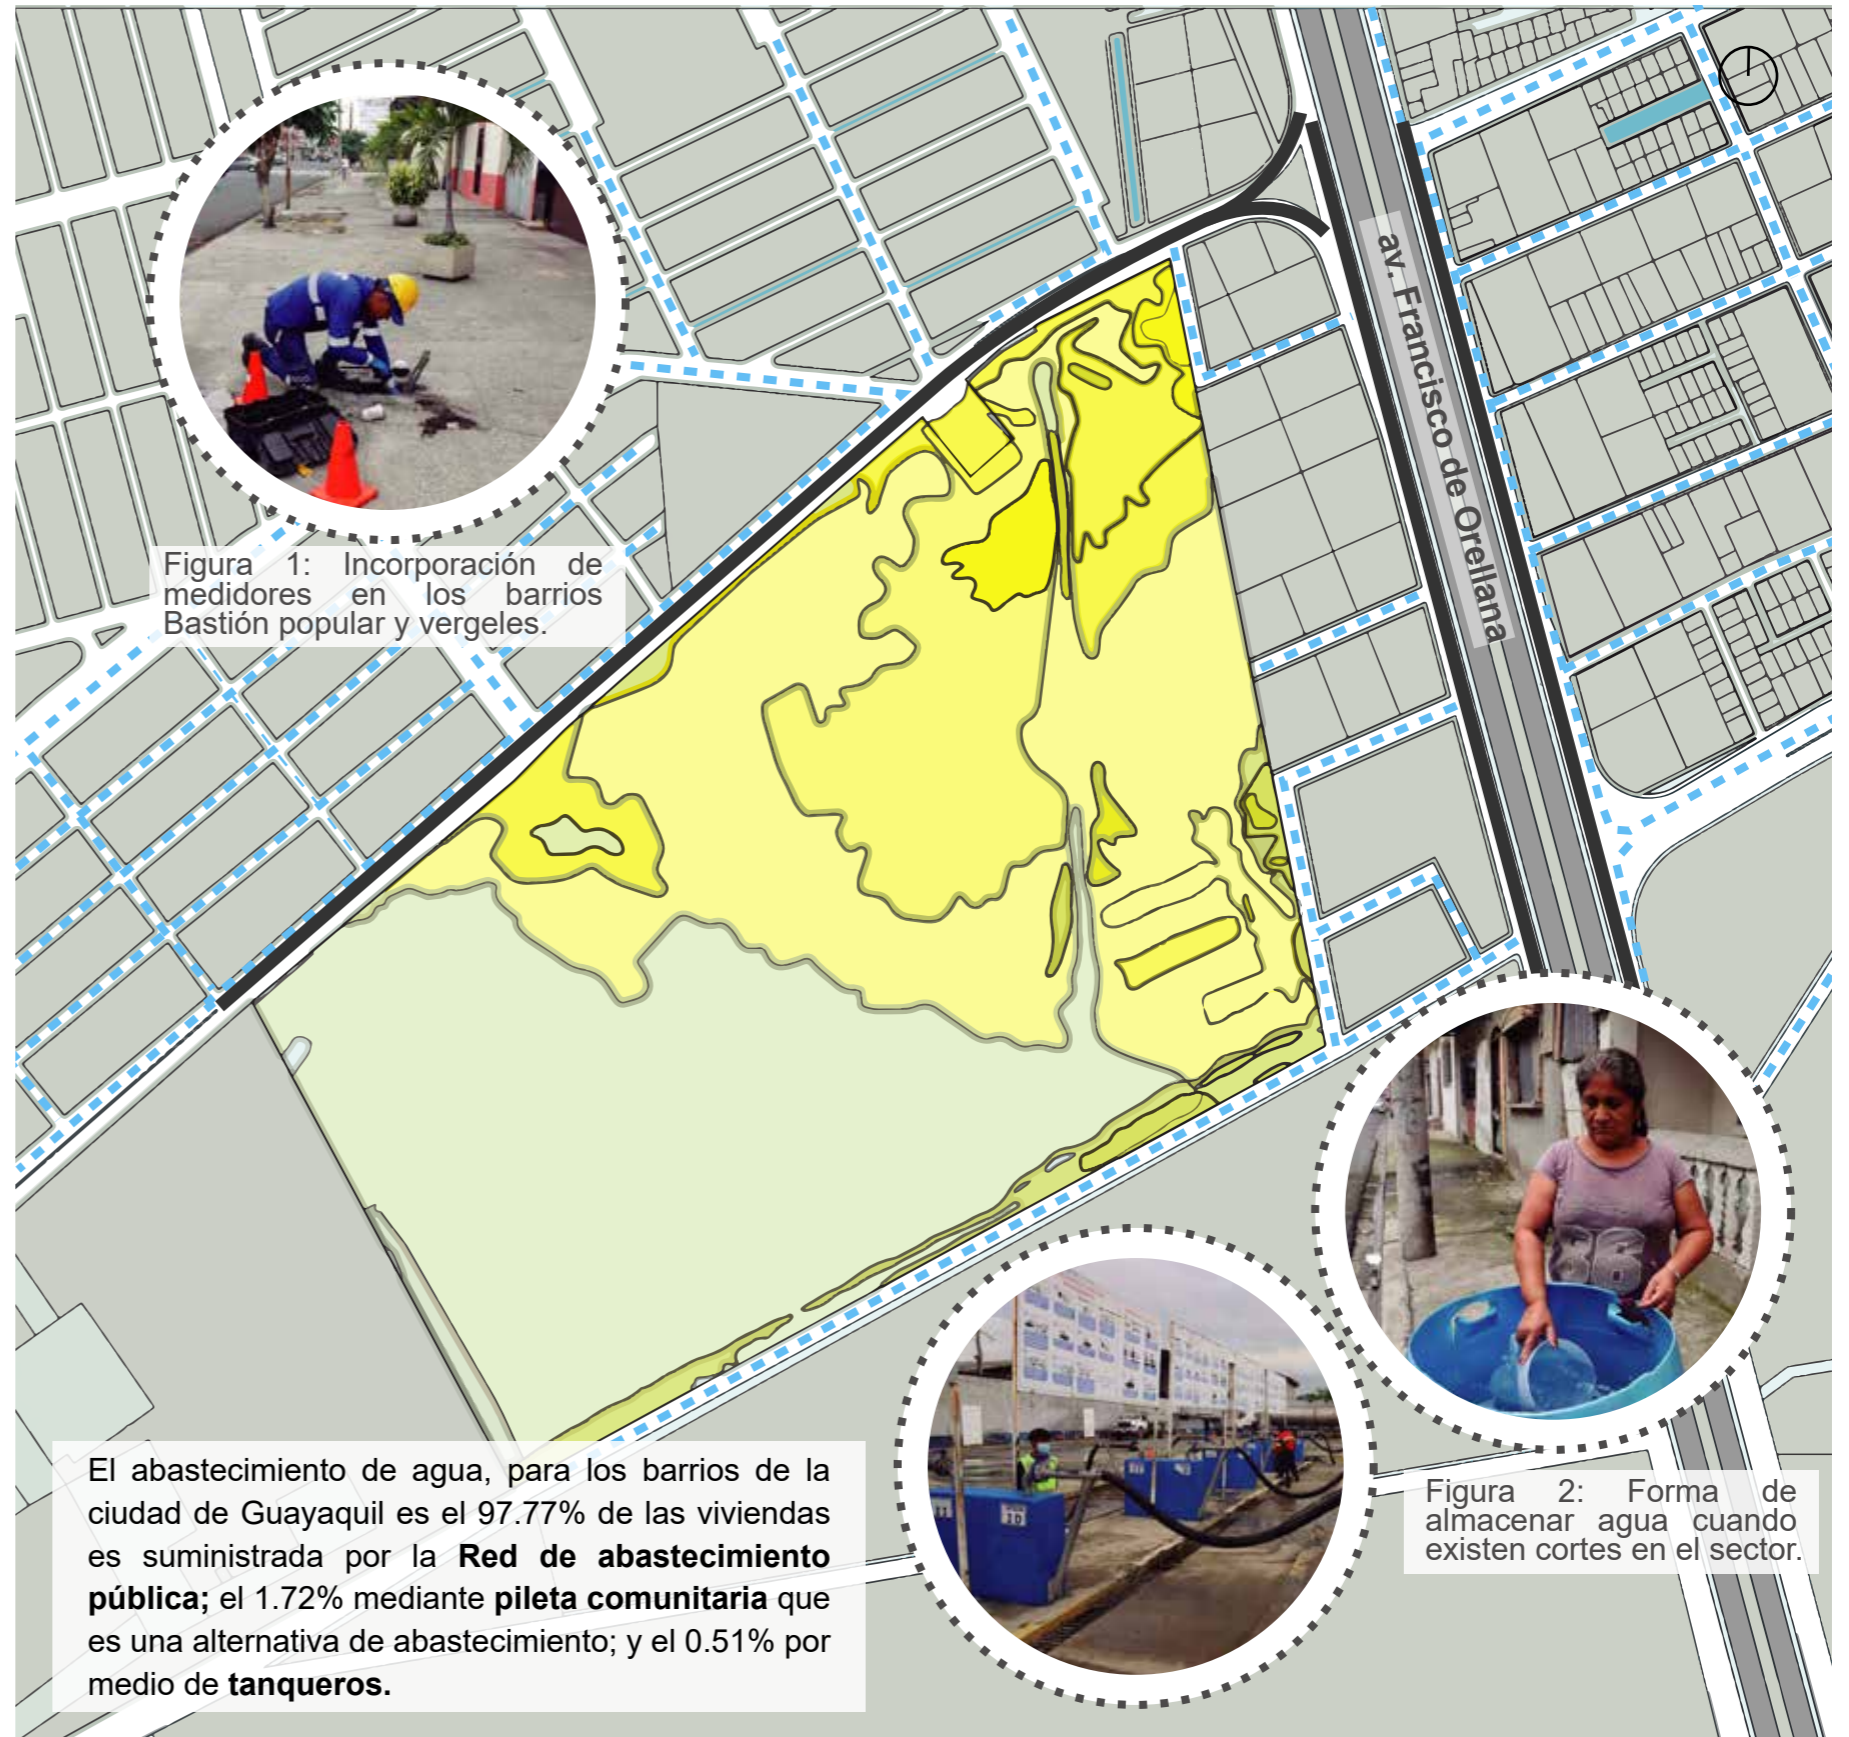 av. Francisco de Orellana
Figura 1: Incorporación de
medidores en los barrios
Bastión popular y vergeles.
66
11
10
Figura 2: Forma de
almacenar agua cuando
existen cortes en el sector.
El abastecimiento de agua, para los barrios de la
ciudad de Guayaquil es el 97.77% de las viviendas
es suministrada por la Red de abastecimiento
pública; el 1.72% mediante pileta comunitaria que
es una alternativa de abastecimiento; y el 0.51% por
medio de tanqueros.